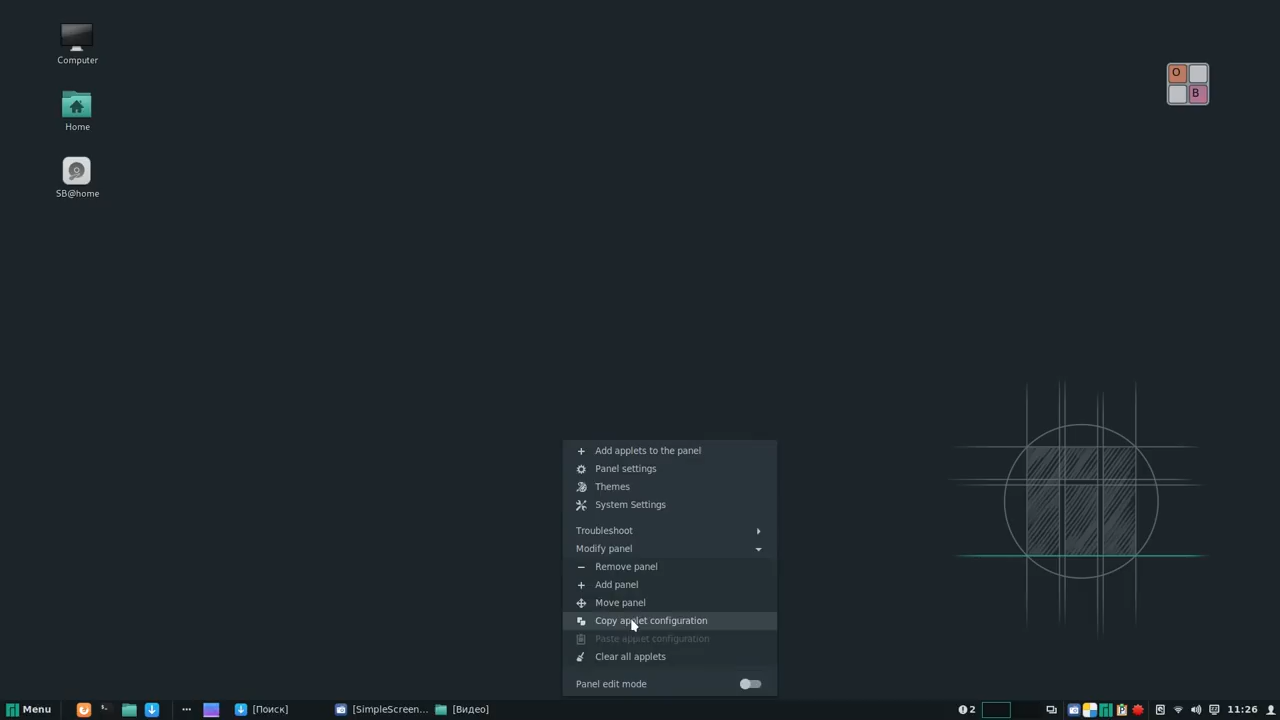 Computer
Home
SB@home
O
B
Add applets to the panel
Panel settings
Themes
System Settings
Troubleshoot
Modify panel
Remove panel
Add panel
Move panel
Copy applet configuration
Paste applet configuration
Clear all applets
Panel edit mode
Menu
[Поиск]
[SimpleScreen...
[Видео]
2
11:26